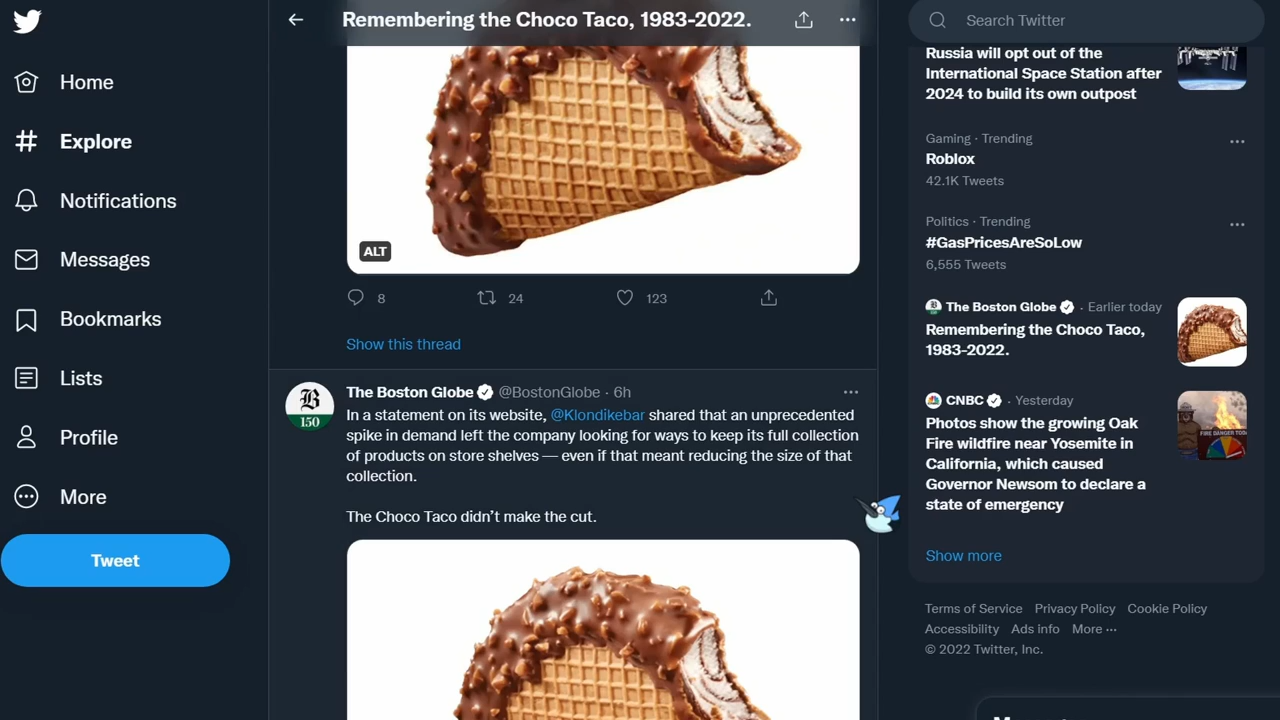 Remembering the Choco Taco, 1983-2022.
Home
Explore
Notifications
Messages
Bookmarks
Lists
Profile
More
Tweet
ALT
8 24 123
Show this thread
B
150
The Boston Globe @BostonGlobe · 6h
In a statement on its website, @Klondikebar shared that an unprecedented
spike in demand left the company looking for ways to keep its full collection
of products on store shelves — even if that meant reducing the size of that
collection.
The Choco Taco didn’t make the cut.
Search Twitter
Russia will opt out of the
International Space Station after
2024 to build its own outpost
Gaming · Trending
Roblox
42.1K Tweets
Politics · Trending
#GasPricesAreSoLow
6,555 Tweets
The Boston Globe · Earlier today
Remembering the Choco Taco,
1983-2022.
CNBC · Yesterday
Photos show the growing Oak
Fire wildfire near Yosemite in
California, which caused
Governor Newsom to declare a
state of emergency
FIRE DANGER TODAY
Show more
Terms of Service Privacy Policy Cookie Policy
Accessibility Ads info More ···
© 2022 Twitter, Inc.